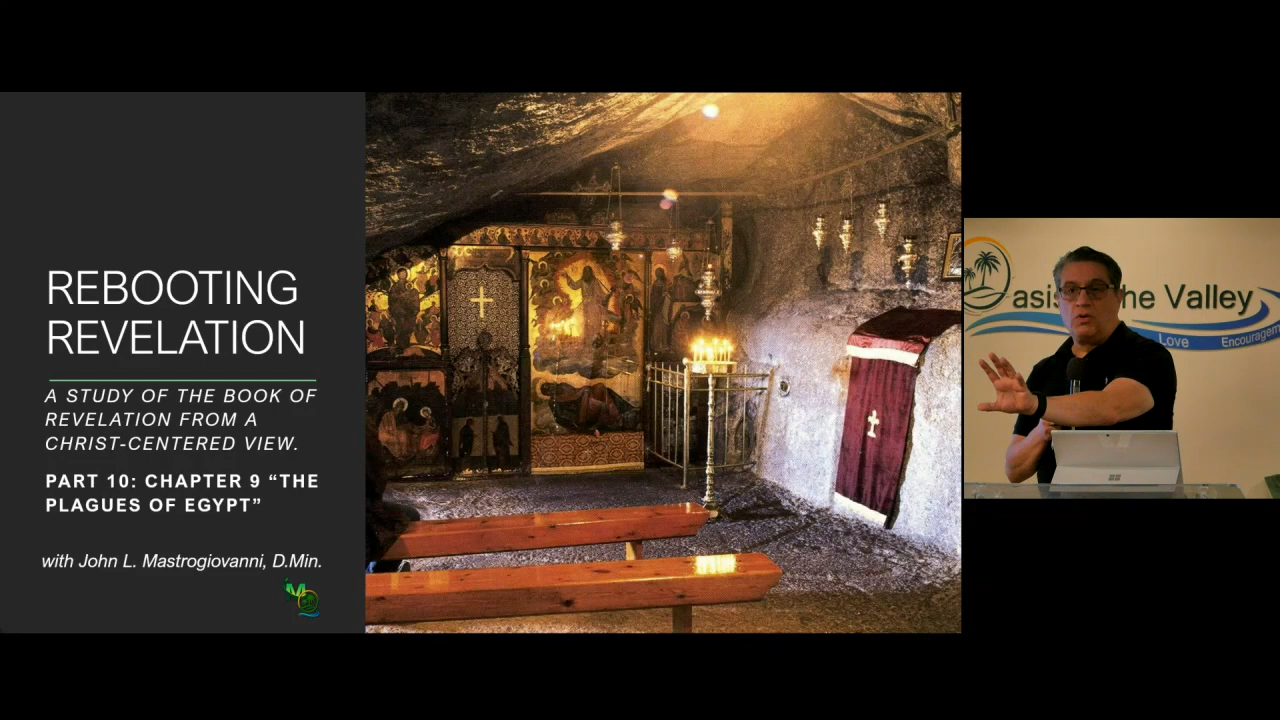 REBOOTING
REVELATION
A STUDY OF THE BOOK OF
REVELATION FROM A
CHRIST-CENTERED VIEW.
PART 10: CHAPTER 9 “THE
PLAGUES OF EGYPT”
with John L. Mastrogiovanni, D.Min.
asis he Valley
Love Encouragem